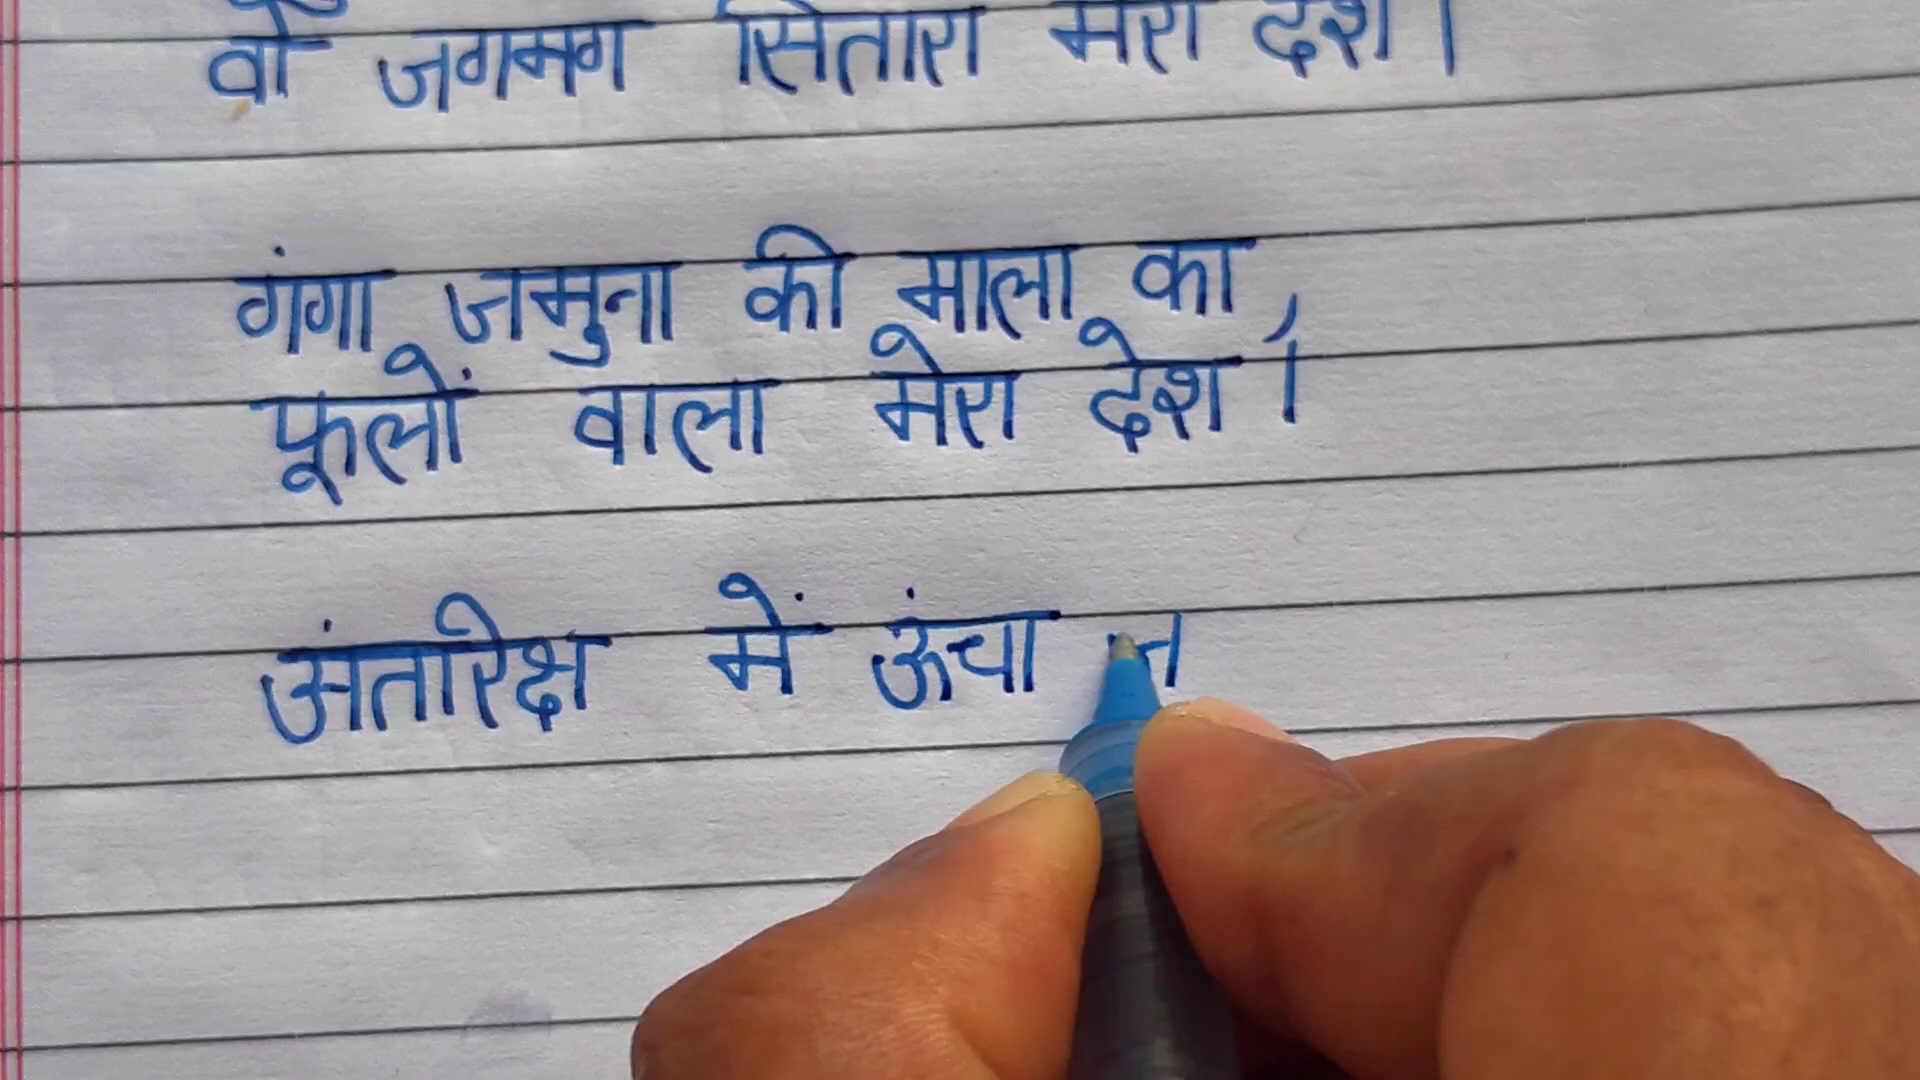 वो जगमग सितारा मेरा देश।
गंगा जमुना की माला का,
फूलों वाला मेरा देश।
अंतरिक्ष में ऊंचा